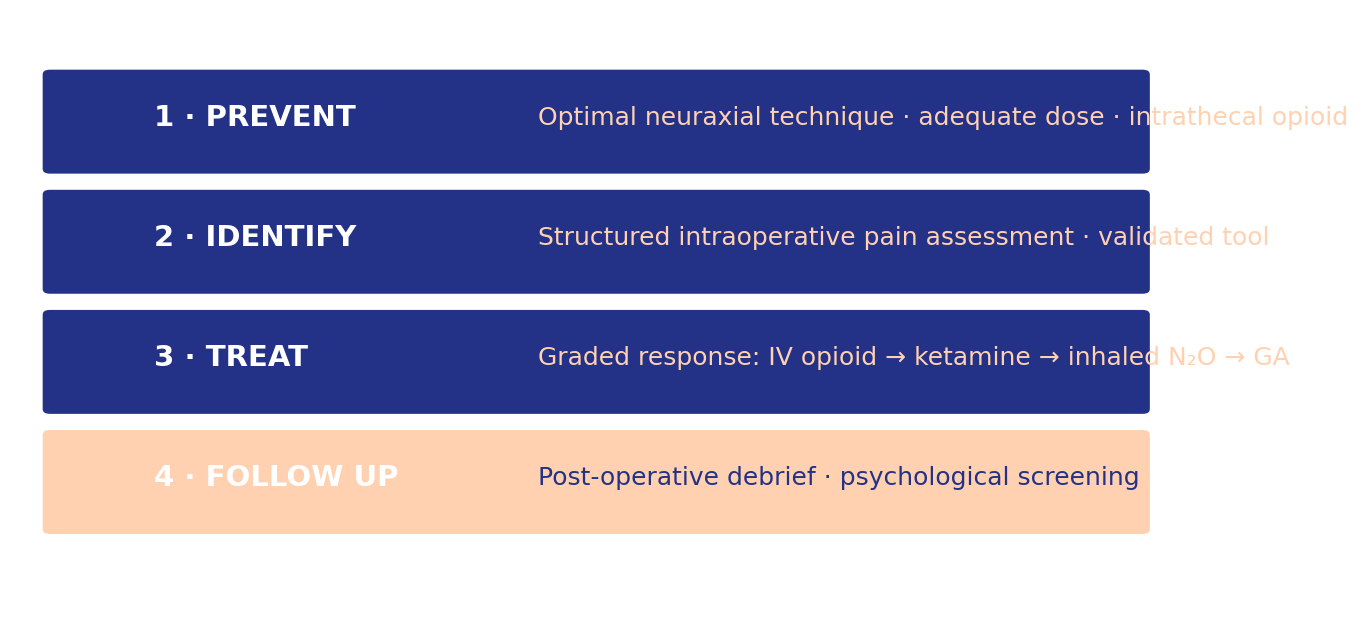 1 · PREVENT Optimal neuraxial technique · adequate dose · intrathecal opioid
2 · IDENTIFY Structured intraoperative pain assessment · validated tool
3 · TREAT Graded response: IV opioid → ketamine → inhaled N₂O → GA
4 · FOLLOW UP Post-operative debrief · psychological screening